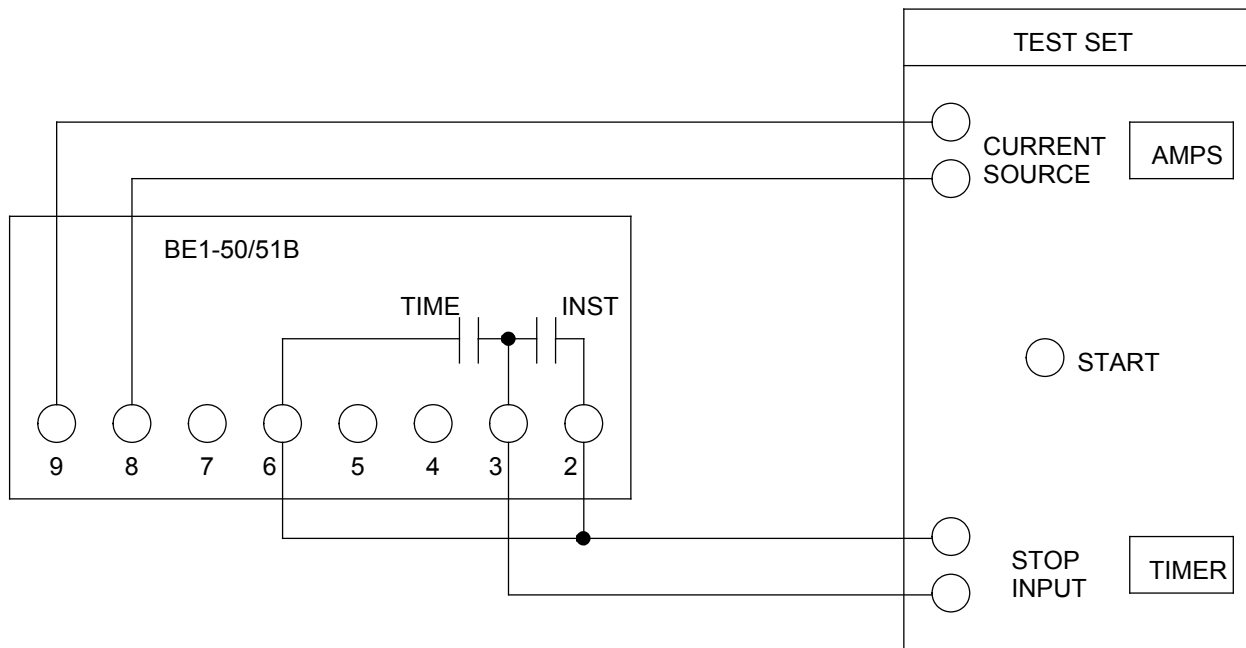 TEST SET
CURRENT
SOURCE
AMPS
BE1-50/51B
TIME
INST
START
9 8 7 6 5 4 3 2
STOP
INPUT
TIMER